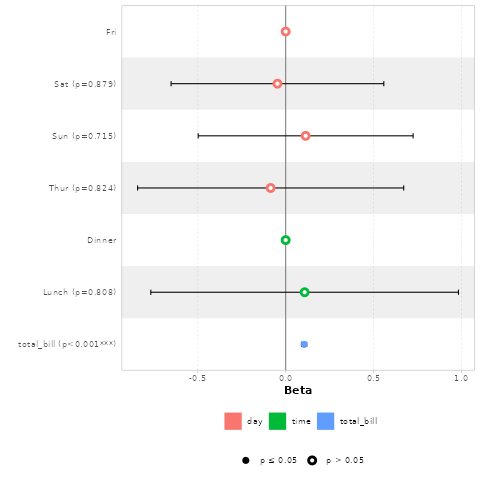 Fri
Sat (p=0.879)
Sun (p=0.715)
Thur (p=0.824)
Dinner
Lunch (p=0.808)
total_bill (p<0.001***)
-0.5 0.0 0.5 1.0
Beta
day time total_bill
p ≤ 0.05 p > 0.05